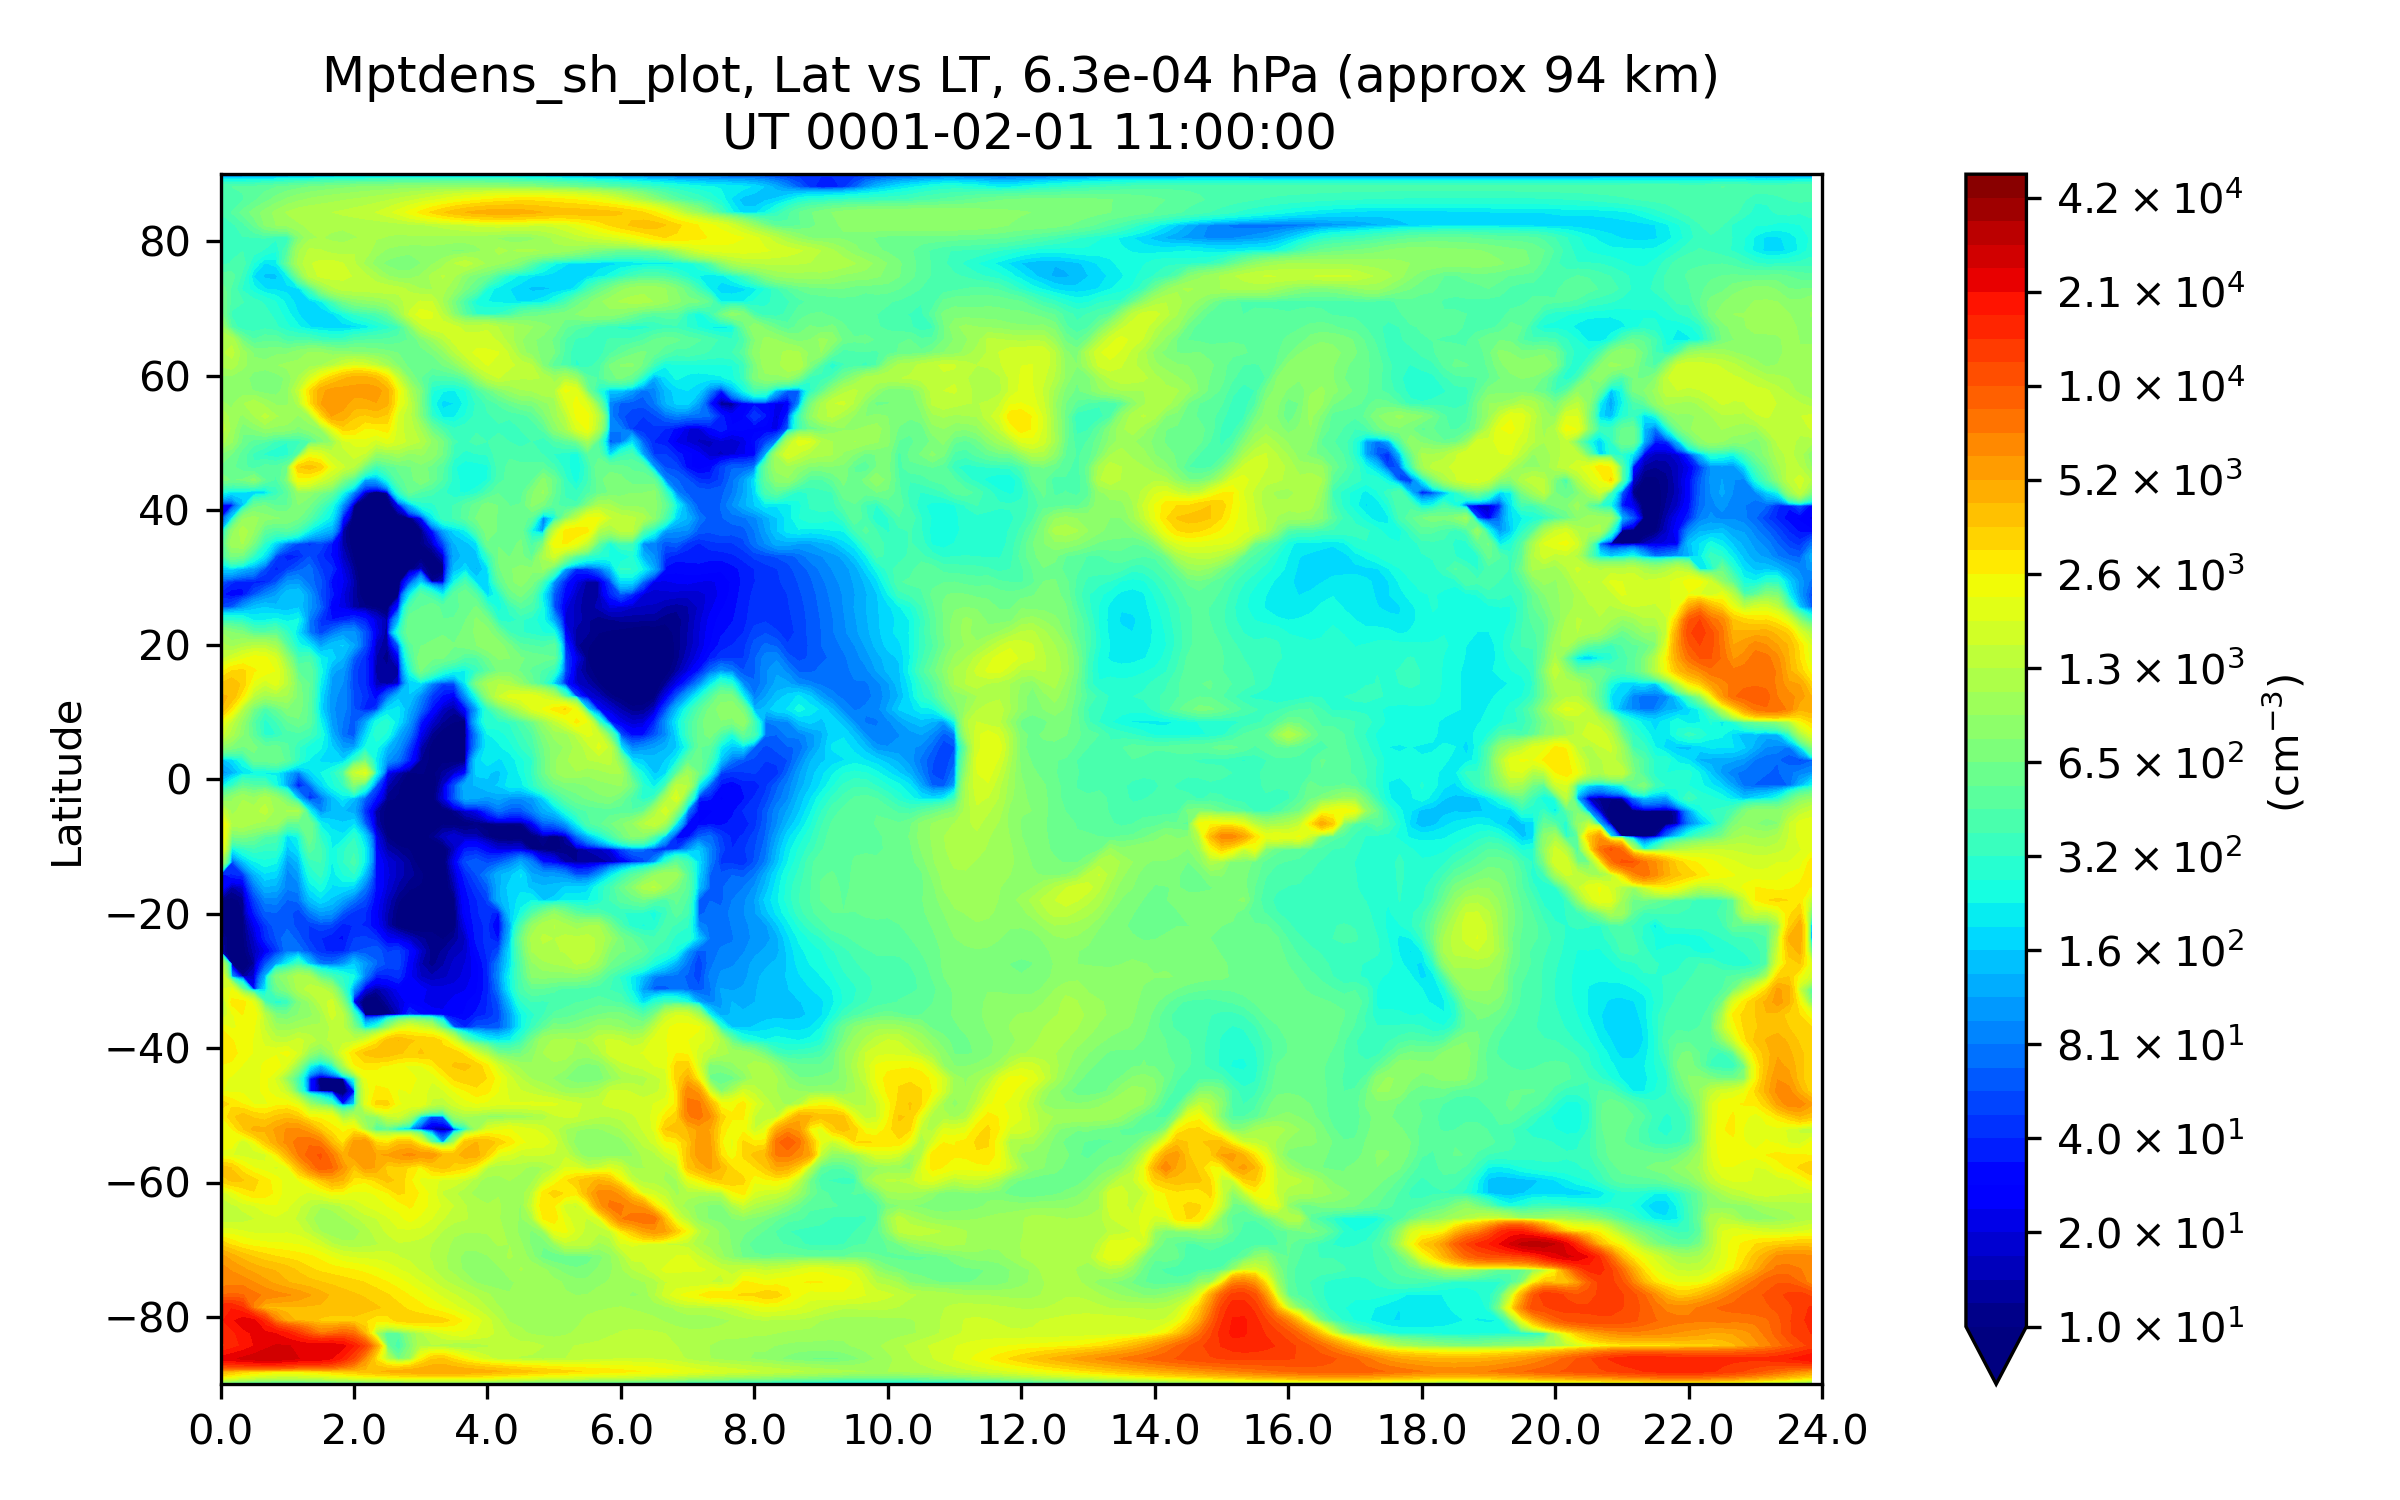 Mptdens_sh_plot, Lat vs LT, 6.3e-04 hPa (approx 94 km)
UT 0001-02-01 11:00:00
Latitude
80
60
40
20
0
−20
−40
−60
−80
0.0 2.0 4.0 6.0 8.0 10.0 12.0 14.0 16.0 18.0 20.0 22.0 24.0
4.2 × 10⁴
2.1 × 10⁴
1.0 × 10⁴
5.2 × 10³
2.6 × 10³
1.3 × 10³
6.5 × 10²
3.2 × 10²
1.6 × 10²
8.1 × 10¹
4.0 × 10¹
2.0 × 10¹
1.0 × 10¹
(cm⁻³)